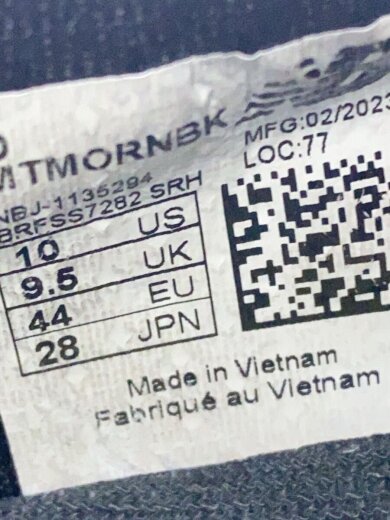 D
MTMORNBK
NBJ-1135294
BRFSS7282 SRH
MFG:02/2023
LOC:77
10 US
9.5 UK
44 EU
28 JPN
Made in Vietnam
Fabriqué au Vietnam